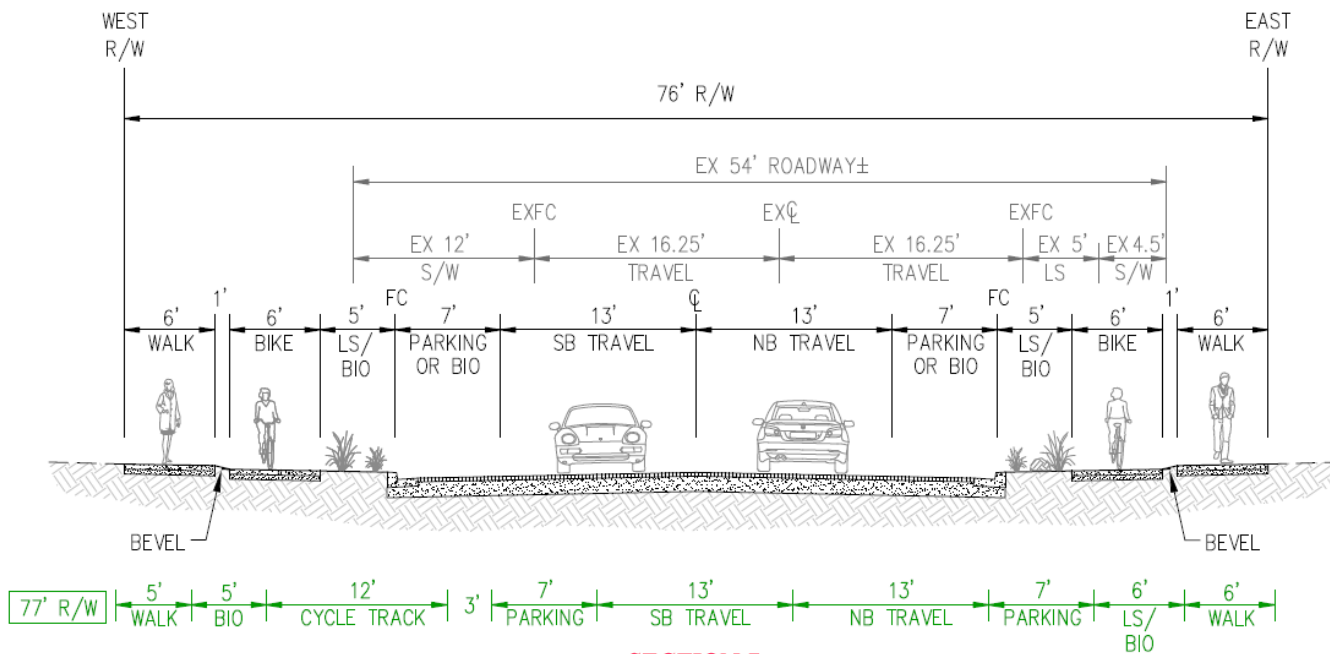 WEST
R/W
EAST
R/W
76' R/W
EX 54' ROADWAY±
EXFC
EX℄
EXFC
EX 12'
S/W
EX 16.25'
TRAVEL
EX 16.25'
TRAVEL
EX 5'
LS
EX 4.5'
S/W
6'
WALK
1'
6'
BIKE
5'
LS/
BIO
FC
7'
PARKING
OR BIO
13'
SB TRAVEL
℄
13'
NB TRAVEL
7'
PARKING
OR BIO
FC
5'
LS/
BIO
6'
BIKE
1'
6'
WALK
BEVEL
BEVEL
77' R/W
5'
WALK
5'
BIO
12'
CYCLE TRACK
3'
7'
PARKING
13'
SB TRAVEL
13'
NB TRAVEL
7'
PARKING
6'
LS/
BIO
6'
WALK